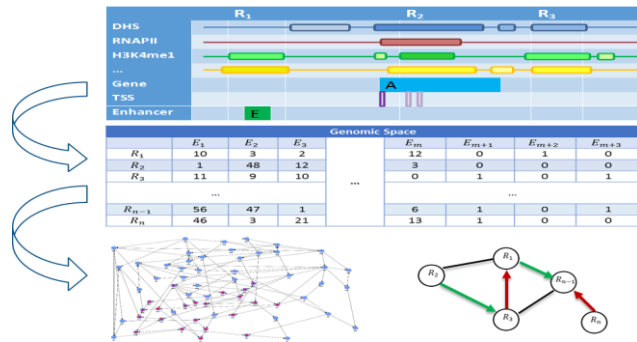 R1 R2 R3
DHS
RNAPII
H3K4me1
...
Gene A
TSS
Enhancer E
Genomic Space
E1 E2 E3 Em Em+1 Em+2 Em+3
R1 10 3 2 12 0 1 0
R2 1 48 12 ... 3 0 0 0
R3 11 9 10 0 1 0 1
... ...
Rn−1 56 47 1 6 1 0 1
Rn 46 3 21 13 1 0 0
R1
R2 Rn−1
R3 Rn